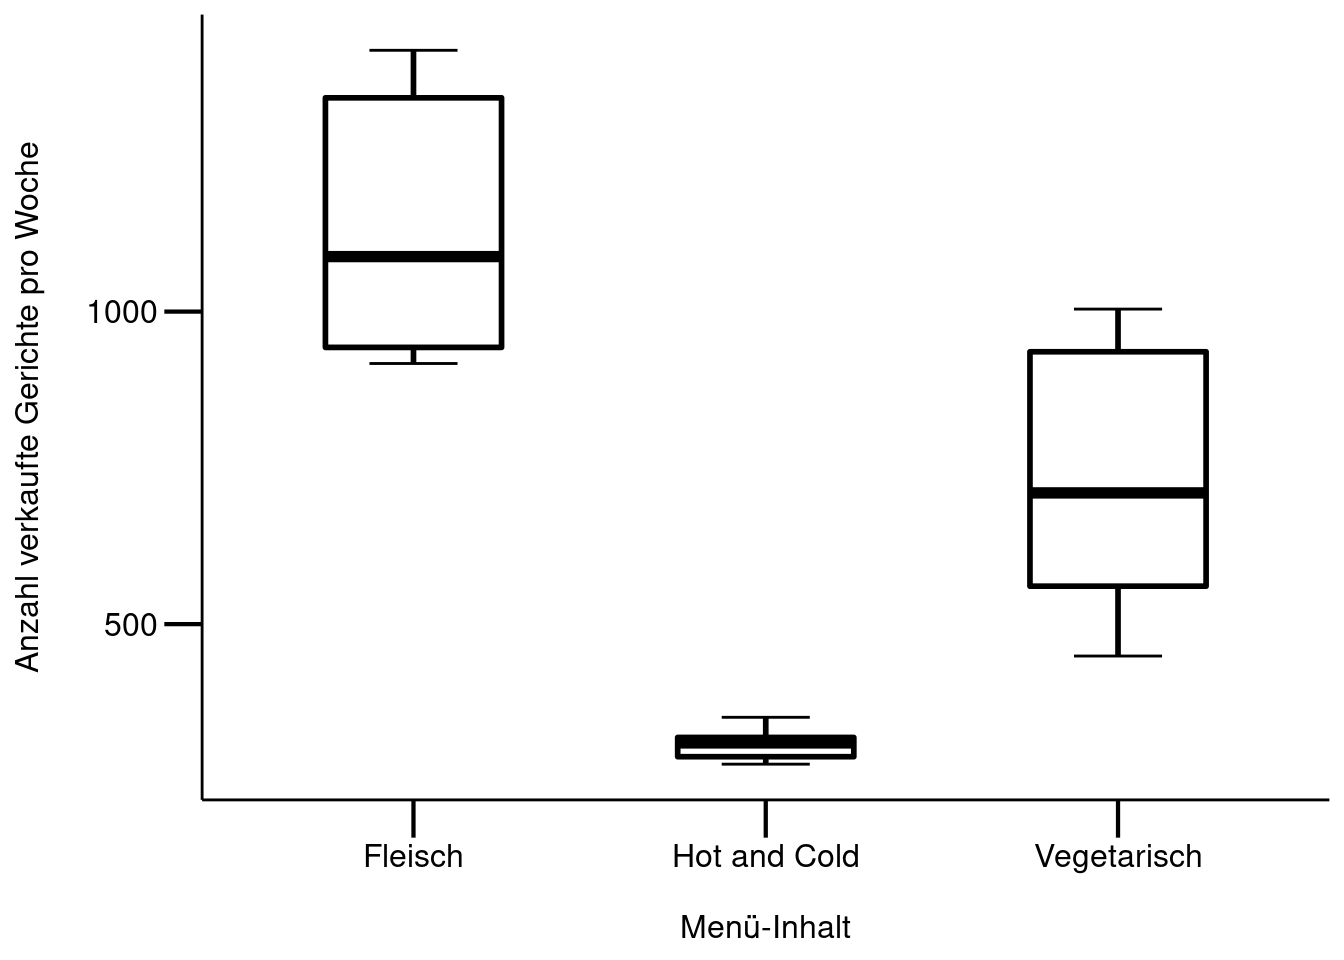 Anzahl verkaufte Gerichte pro Woche
1000
500
Fleisch
Hot and Cold
Vegetarisch
Menü-Inhalt